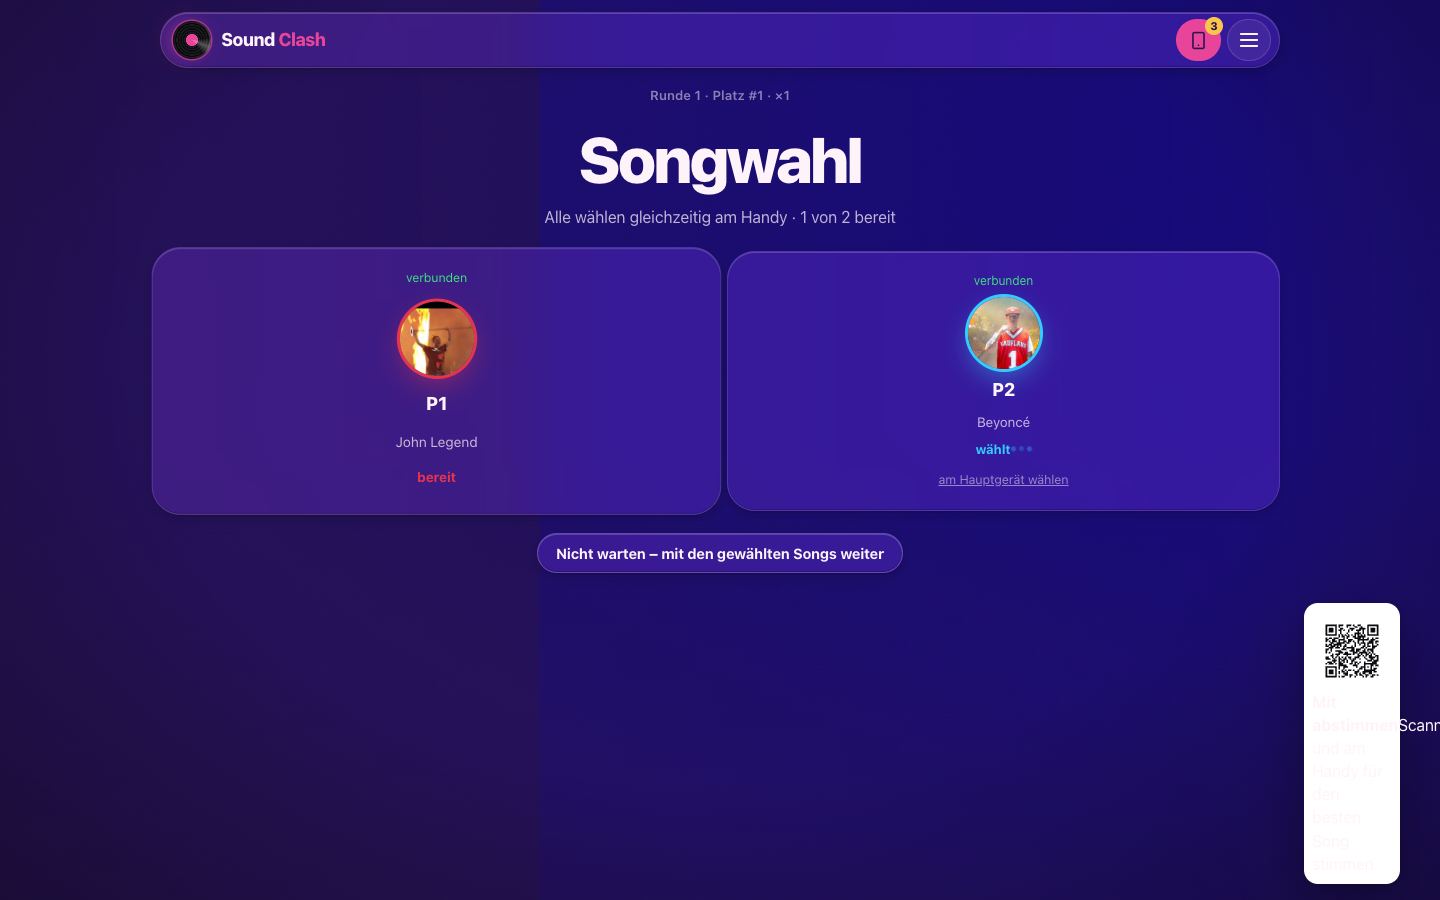 Sound Clash
3
Runde 1 · Platz #1 · ×1
Songwahl
Alle wählen gleichzeitig am Handy · 1 von 2 bereit
verbunden
P1
John Legend
bereit
verbunden
1
P2
Beyoncé
wählt
am Hauptgerät wählen
Nicht warten – mit den gewählten Songs weiter
Mit
abstimmenScann
und am
Handy für
den
besten
Song
stimmen.